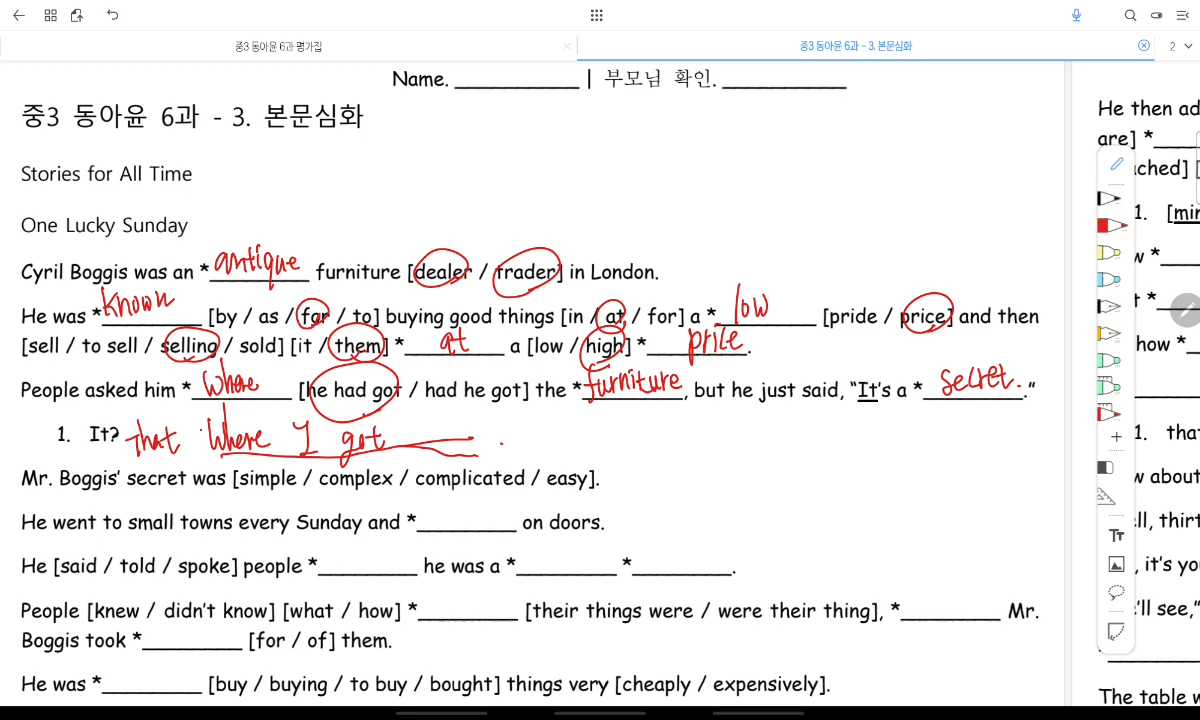 중3 동아윤 6과 평가집
중3 동아윤 6과 - 3. 본문심화
2
Name. ___________ | 부모님 확인. ___________
중3 동아윤 6과 - 3. 본문심화
Stories for All Time
One Lucky Sunday
Cyril Boggis was an *antique furniture [dealer / trader] in London.
He was *known [by / as / for / to] buying good things [in / at / for] a *low [pride / price] and then
[sell / to sell / selling / sold] [it / them] *at a [low / high] *price.
People asked him *where [he had got / had he got] the *furniture, but he just said, “It’s a *secret.”
1. It? That where I got
Mr. Boggis’ secret was [simple / complex / complicated / easy].
He went to small towns every Sunday and *_________ on doors.
He [said / told / spoke] people *_________ he was a *_________ *_________.
People [knew / didn’t know] [what / how] *_________ [their things were / were their thing], *_________ Mr.
Boggis took *_________ [for / of] them.
He was *_________ [buy / buying / to buy / bought] things very [cheaply / expensively].
He then ad
are] *
ched] [
1. [min
w *
t *
how *
1. tha
w about
ll, thirt
, it’s yo
’ll see,”
The table w
Tт